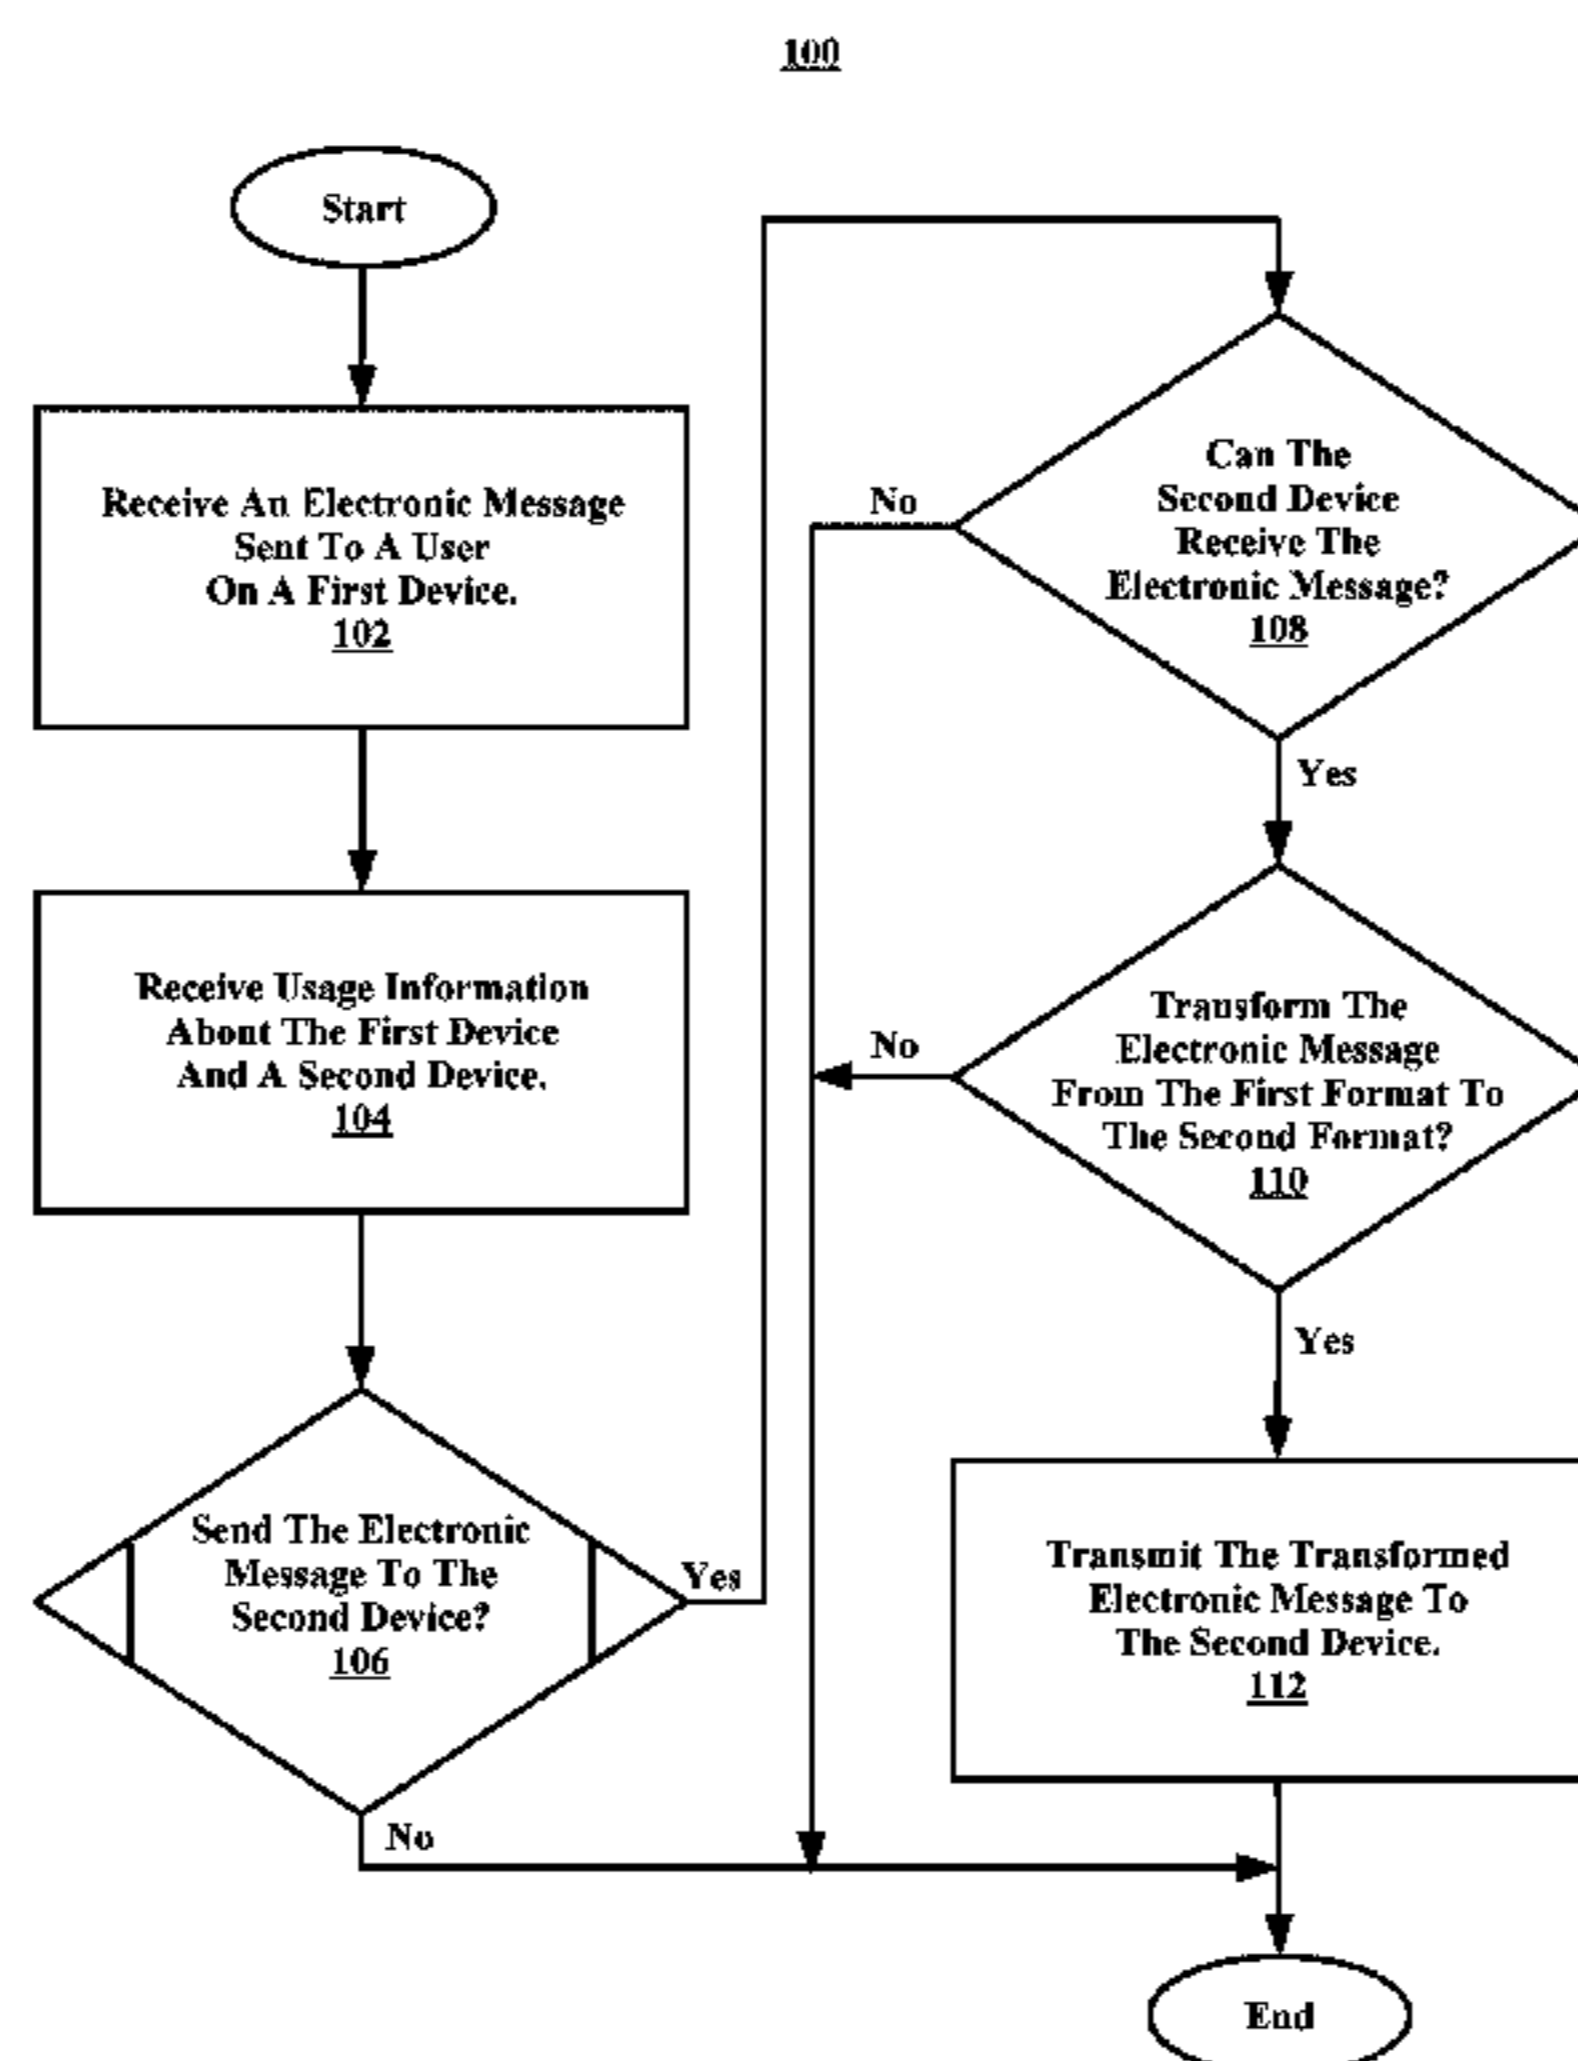 100
Start
Receive An Electronic Message
Sent To A User
On A First Device.
102
Receive Usage Information
About The First Device
And A Second Device.
104
Send The Electronic
Message To The
Second Device?
106
Yes
No
Can The
Second Device
Receive The
Electronic Message?
108
No
Yes
Transform The
Electronic Message
From The First Format To
The Second Format?
110
No
Yes
Transmit The Transformed
Electronic Message To
The Second Device.
112
End